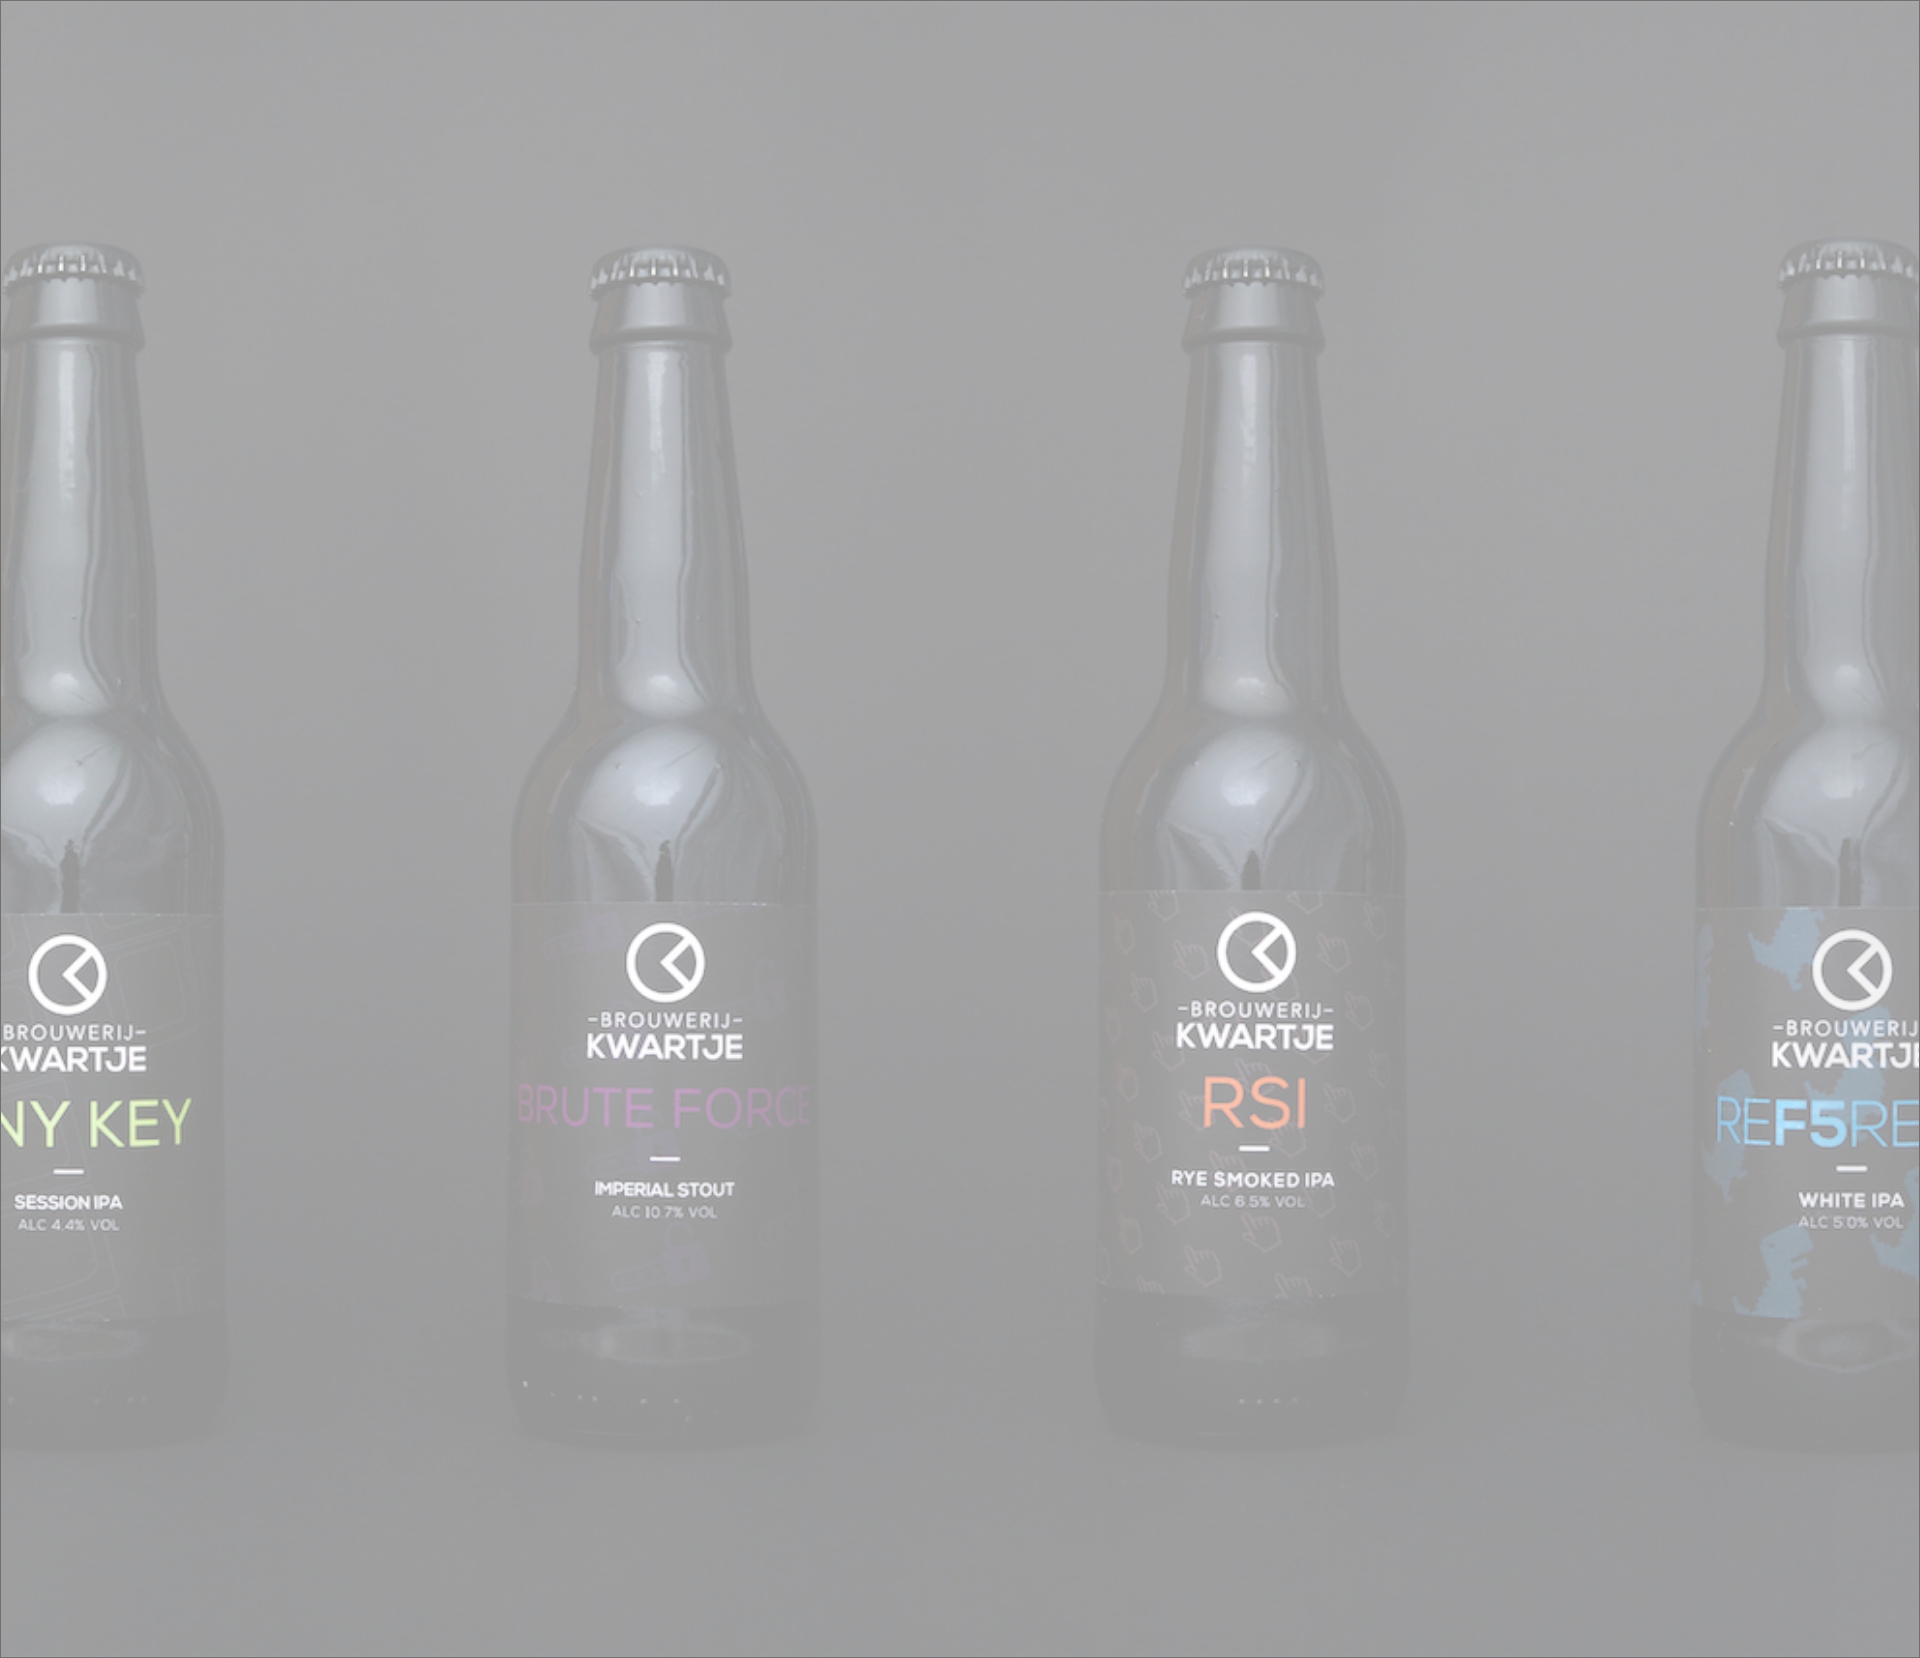 -BROUWERIJ-
KWARTJE
NY KEY
SESSION IPA
ALC 4.4% VOL
-BROUWERIJ-
KWARTJE
BRUTE FORCE
IMPERIAL STOUT
ALC 10.7% VOL
-BROUWERIJ-
KWARTJE
RSI
RYE SMOKED IPA
ALC 6.5% VOL
-BROUWERIJ
KWARTJE
REF5RE
WHITE IPA
ALC 5.0% VOL